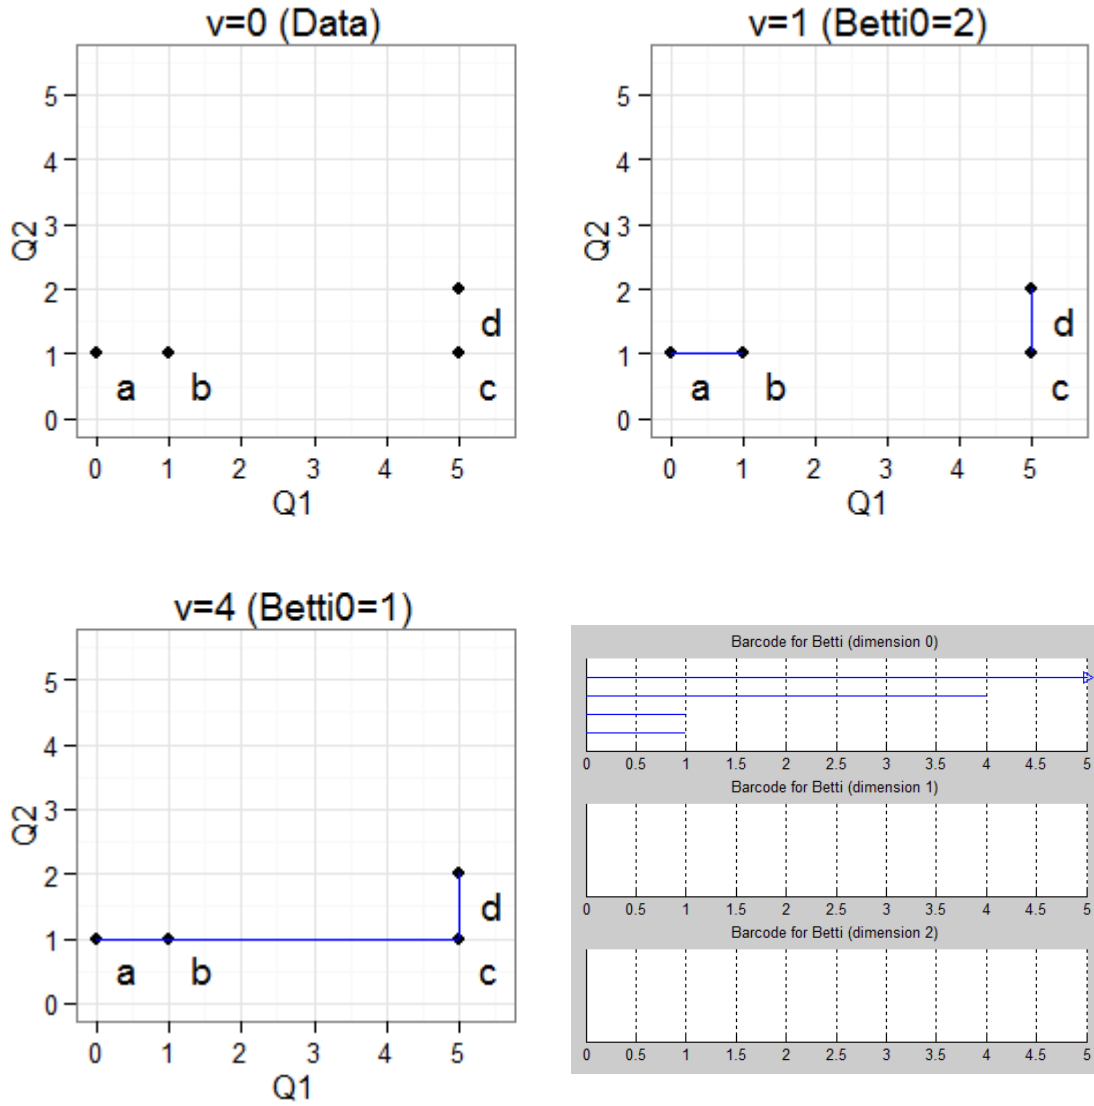 v=0 (Data)
Q2
5
4
3
2
1
0
d
a
b
c
0 1 2 3 4 5
Q1
v=1 (Betti0=2)
Q2
5
4
3
2
1
0
d
a
b
c
0 1 2 3 4 5
Q1
v=4 (Betti0=1)
Q2
5
4
3
2
1
0
d
a
b
c
0 1 2 3 4 5
Q1
Barcode for Betti (dimension 0)
0 0.5 1 1.5 2 2.5 3 3.5 4 4.5 5
Barcode for Betti (dimension 1)
0 0.5 1 1.5 2 2.5 3 3.5 4 4.5 5
Barcode for Betti (dimension 2)
0 0.5 1 1.5 2 2.5 3 3.5 4 4.5 5